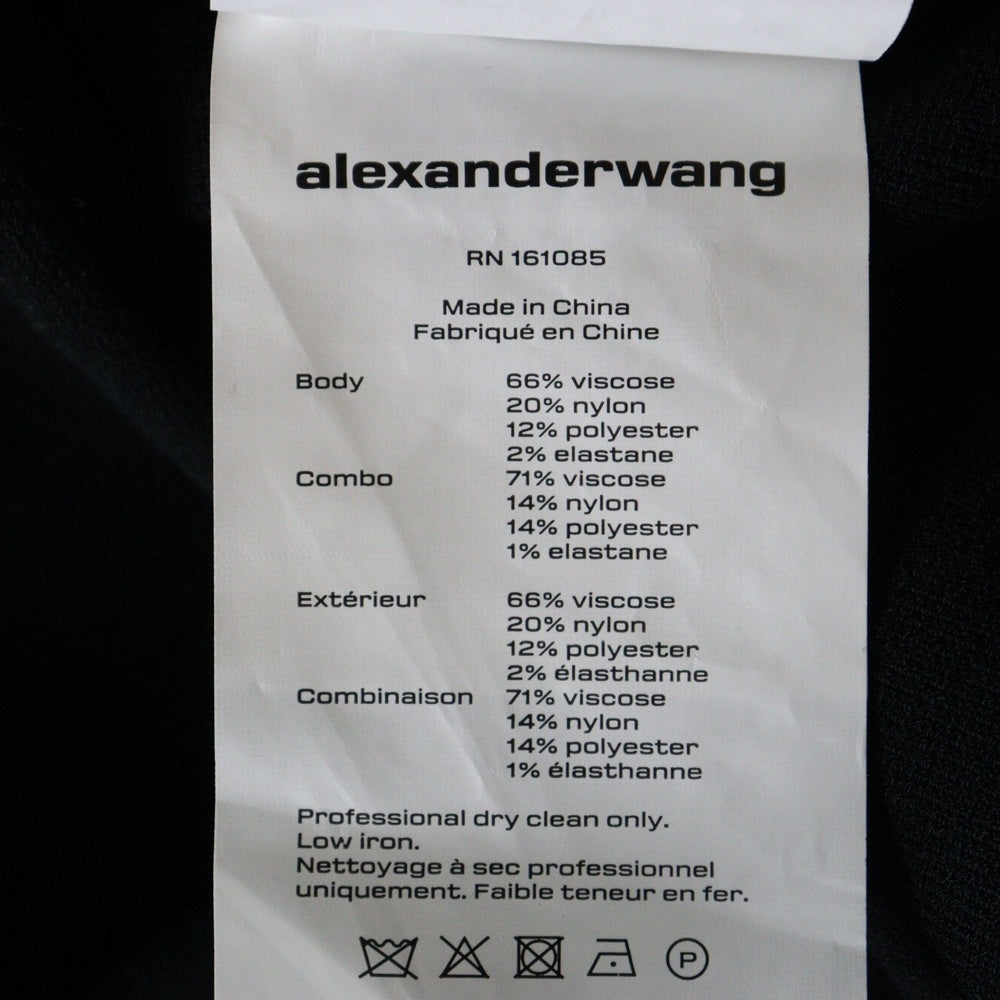 alexanderwang
RN 161085
Made in China
Fabriqué en Chine
Body 66% viscose
20% nylon
12% polyester
2% elastane
Combo 71% viscose
14% nylon
14% polyester
1% elastane
Extérieur 66% viscose
20% nylon
12% polyester
2% élasthanne
Combinaison 71% viscose
14% nylon
14% polyester
1% élasthanne
Professional dry clean only.
Low iron.
Nettoyage à sec professionnel
uniquement. Faible teneur en fer.
P